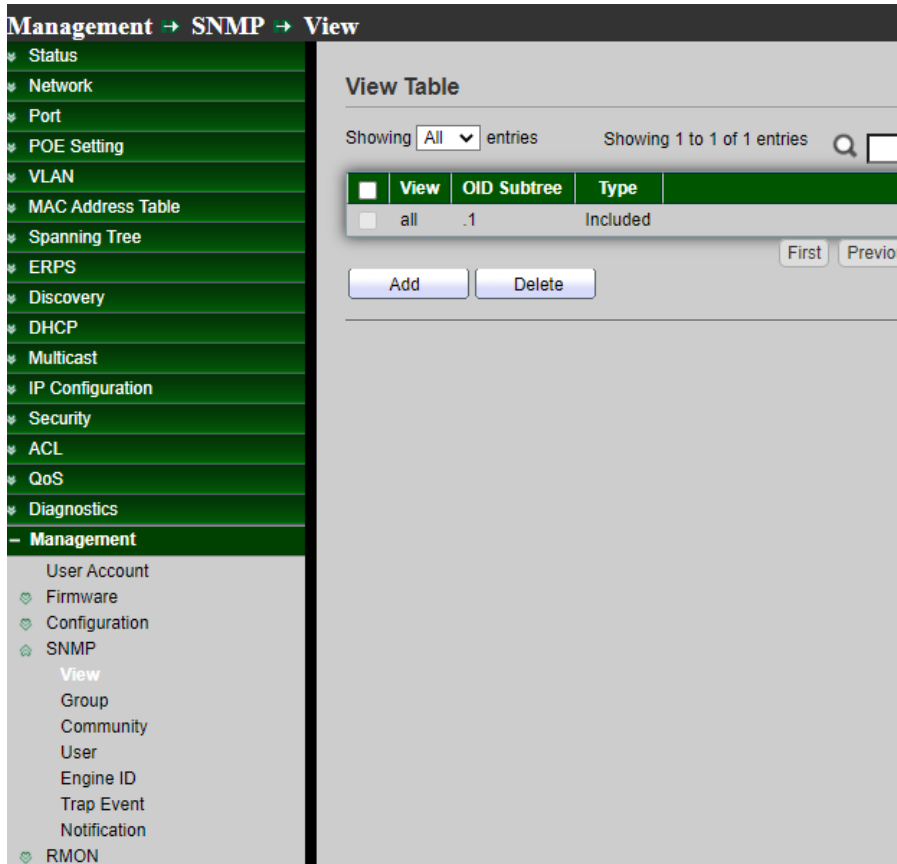 Management → SNMP → View
Status
Network
Port
POE Setting
VLAN
MAC Address Table
Spanning Tree
ERPS
Discovery
DHCP
Multicast
IP Configuration
Security
ACL
QoS
Diagnostics
Management
User Account
Firmware
Configuration
SNMP
View
Group
Community
User
Engine ID
Trap Event
Notification
RMON
View Table
Showing All entries Showing 1 to 1 of 1 entries
View OID Subtree Type
all .1 Included
First Previo
Add Delete